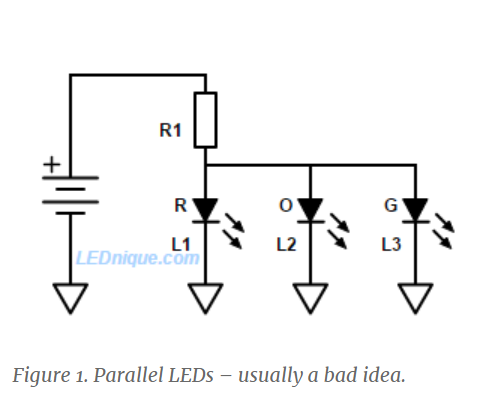 R1
+
R
O
G
L1
L2
L3
LEDnique.com
Figure 1. Parallel LEDs – usually a bad idea.